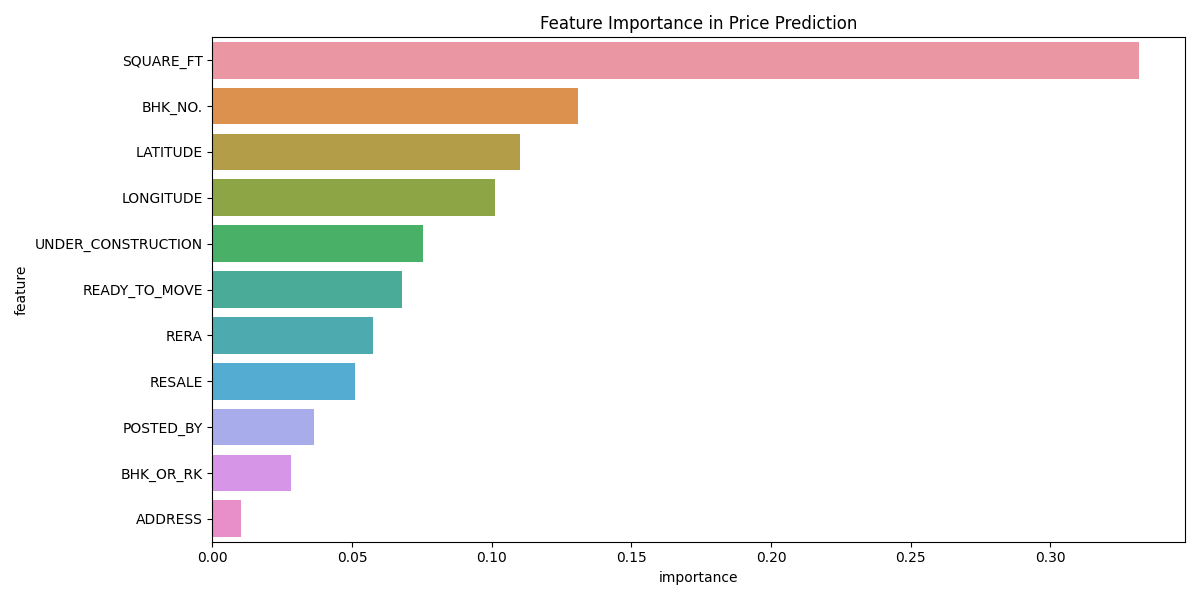 Feature Importance in Price Prediction
feature
SQUARE_FT
BHK_NO.
LATITUDE
LONGITUDE
UNDER_CONSTRUCTION
READY_TO_MOVE
RERA
RESALE
POSTED_BY
BHK_OR_RK
ADDRESS
0.00 0.05 0.10 0.15 0.20 0.25 0.30
importance